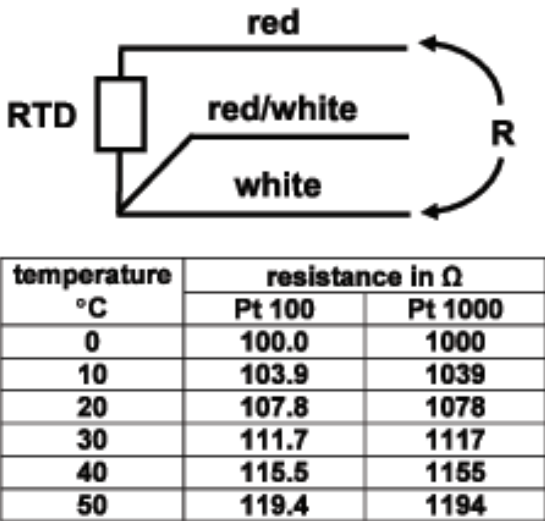 red
RTD
red/white
R
white
temperature resistance in Ω
°C Pt 100 Pt 1000
0 100.0 1000
10 103.9 1039
20 107.8 1078
30 111.7 1117
40 115.5 1155
50 119.4 1194